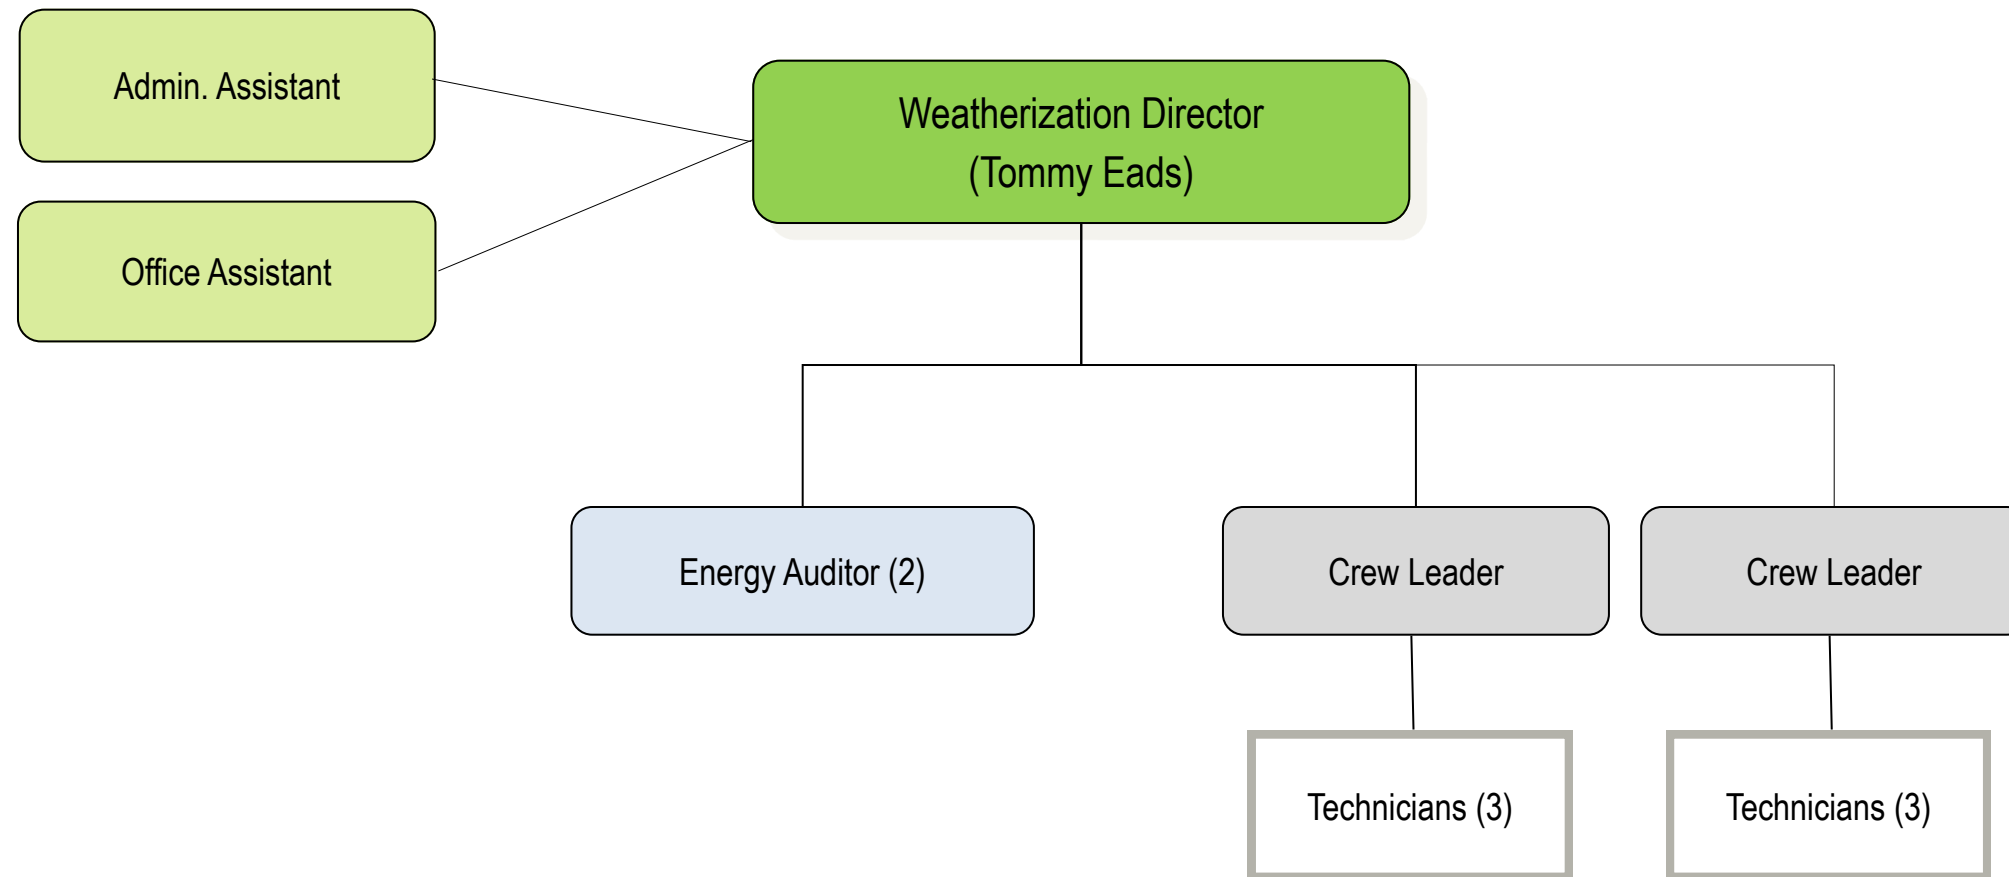 Admin. Assistant
Weatherization Director
(Tommy Eads)
Office Assistant
Energy Auditor (2)
Crew Leader
Crew Leader
Technicians (3)
Technicians (3)